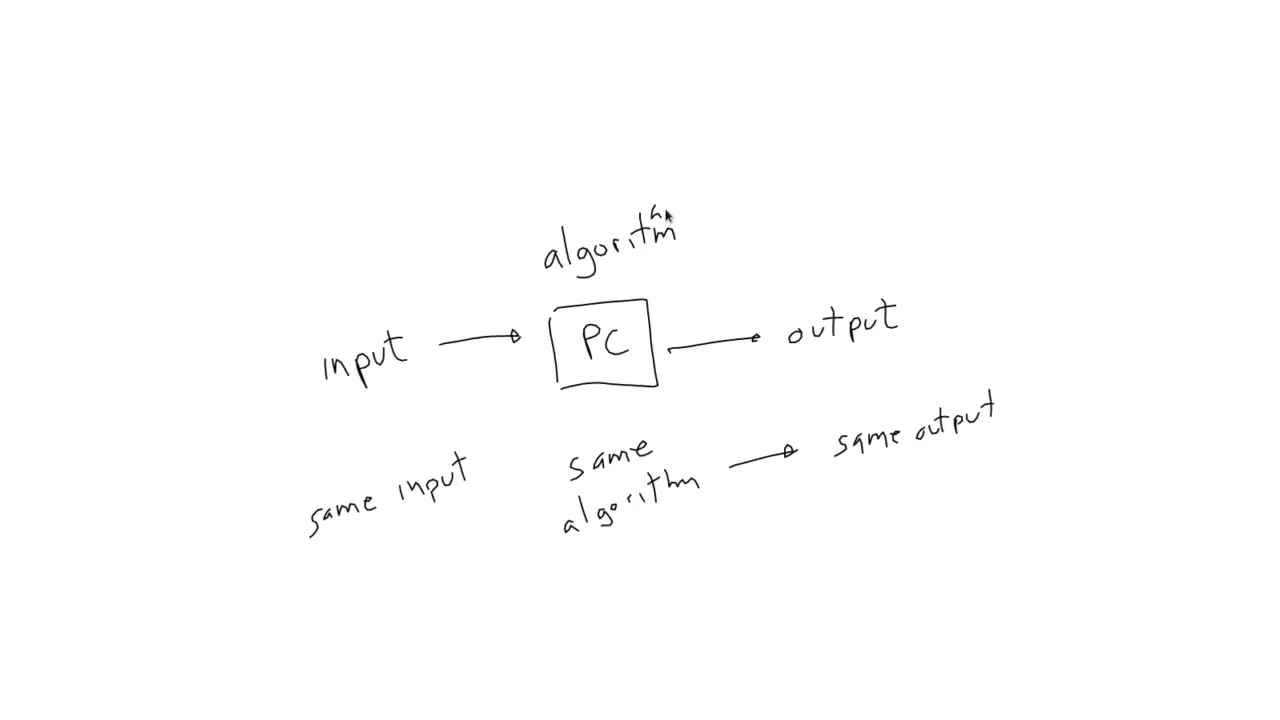 algorithm
input
PC
output
same input
same
algorithm
same output